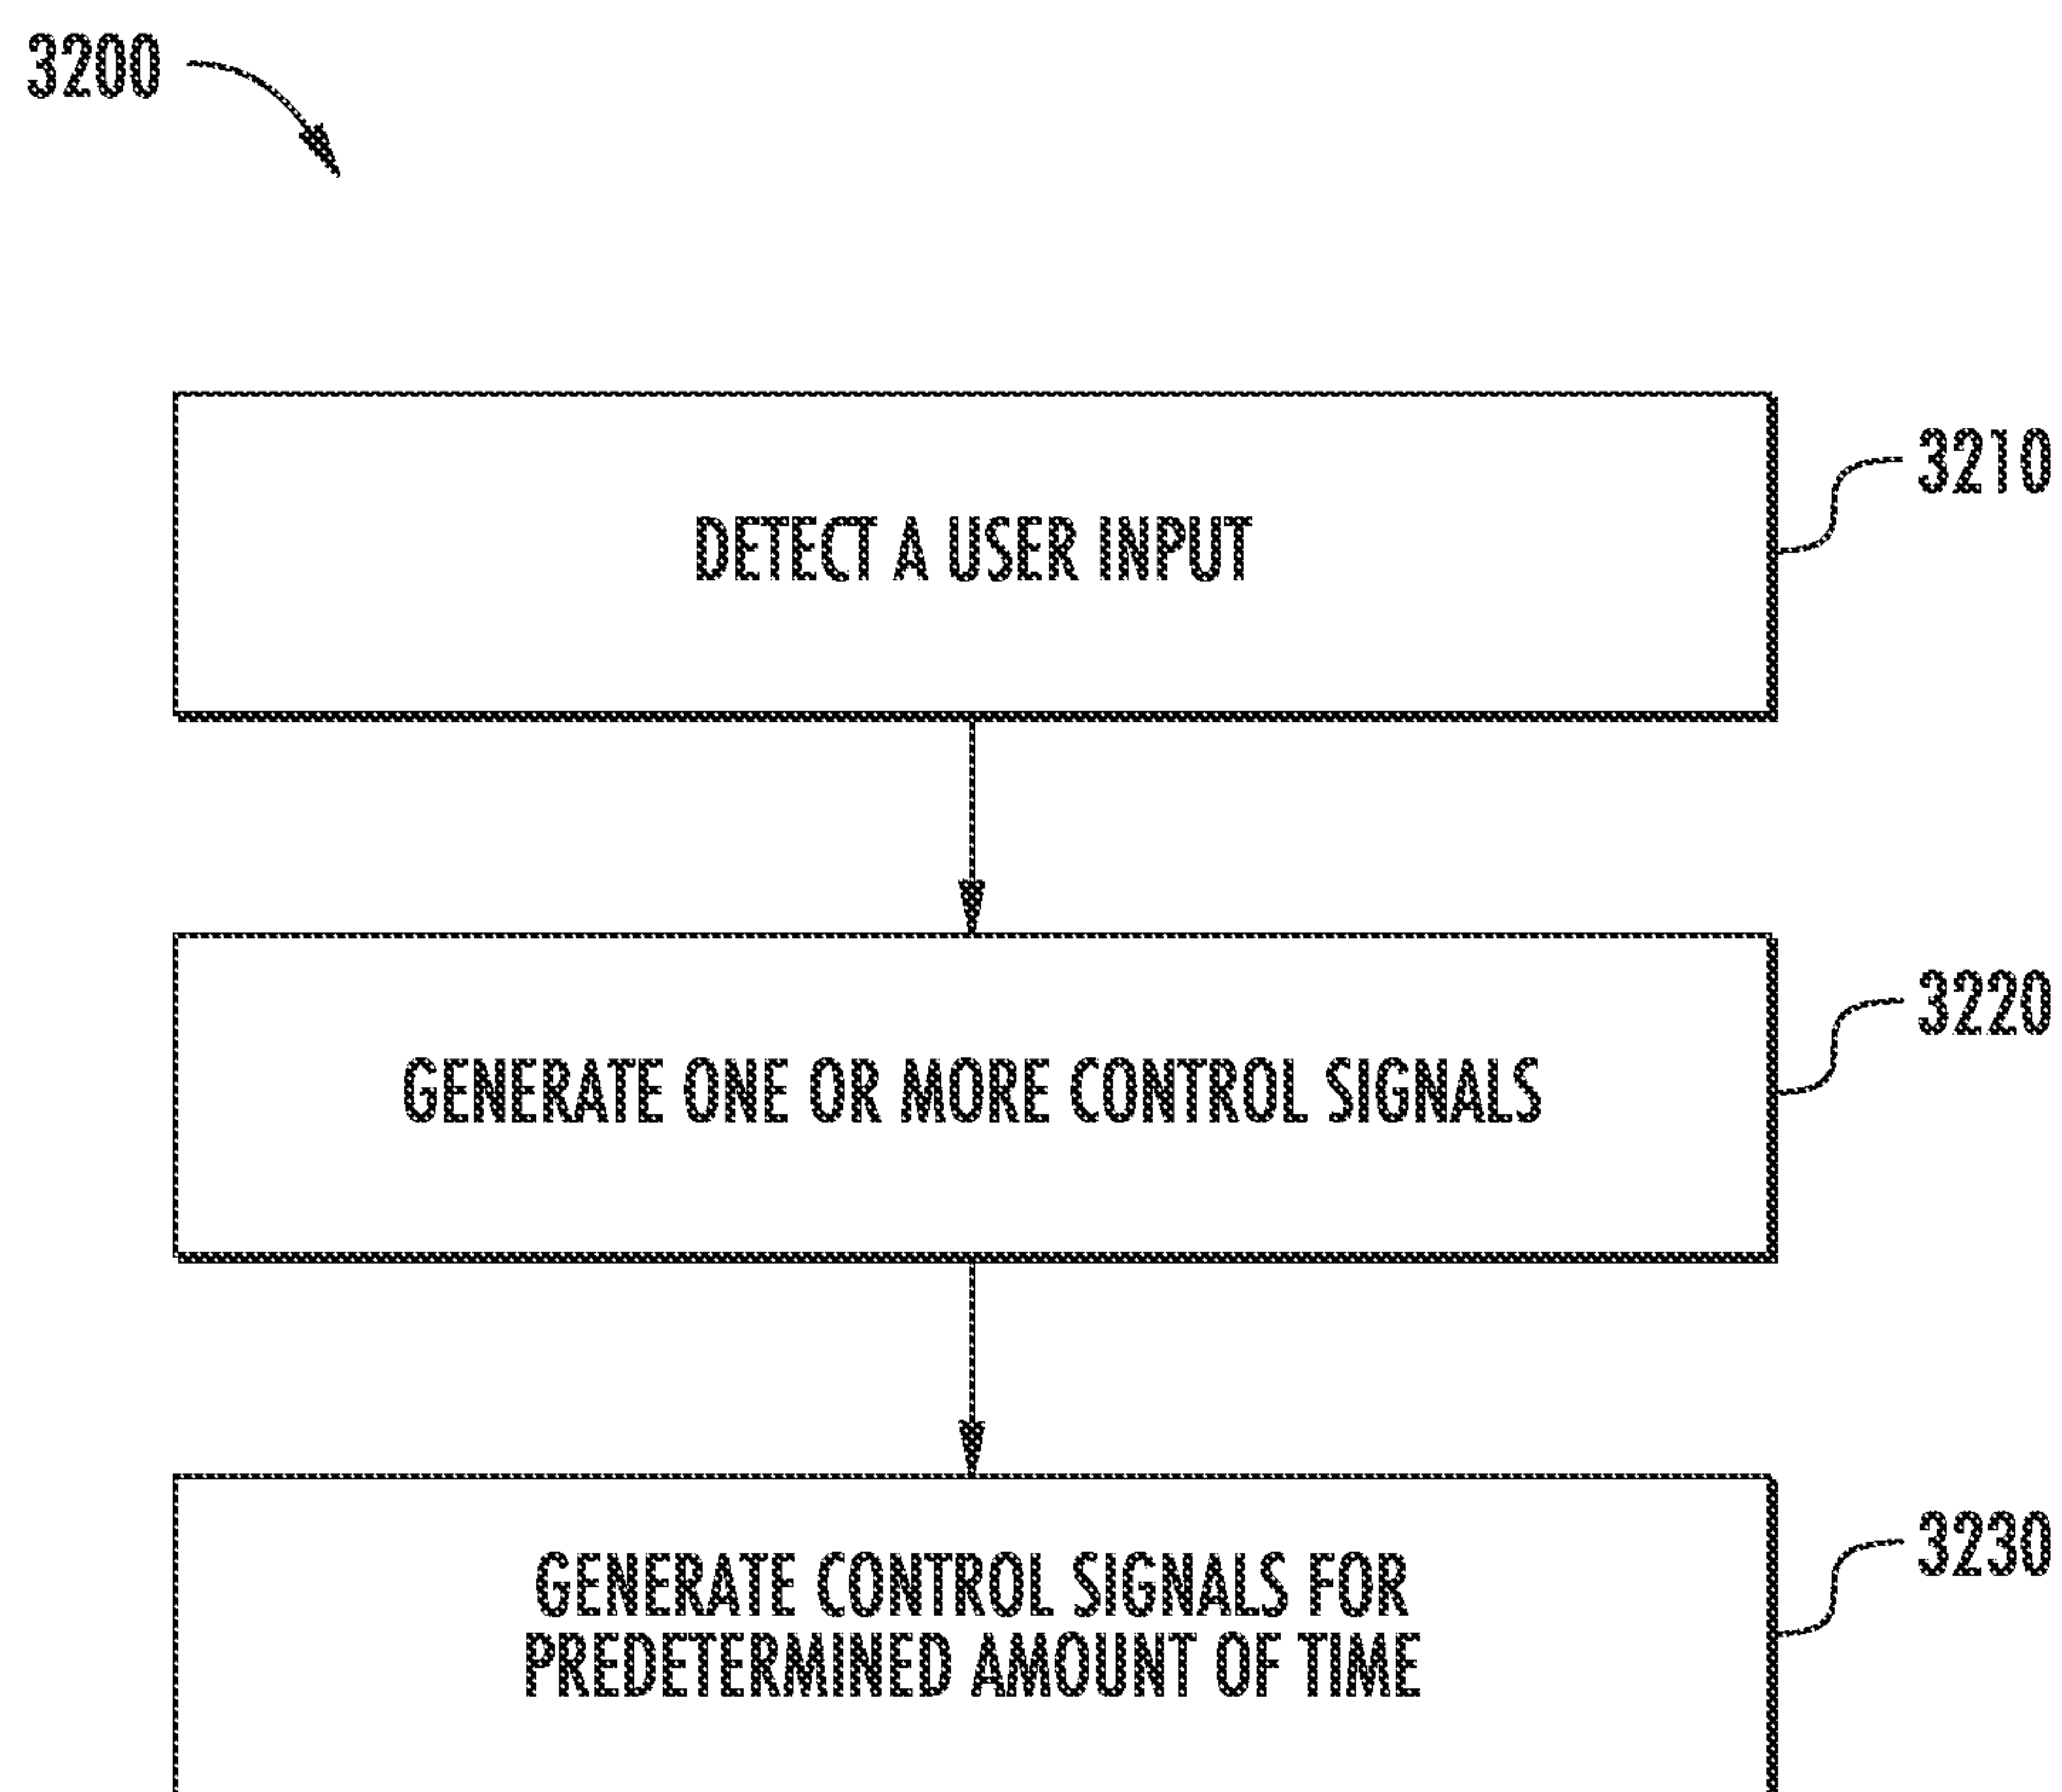 3200
DETECT A USER INPUT
3210
GENERATE ONE OR MORE CONTROL SIGNALS
3220
GENERATE CONTROL SIGNALS FOR
PREDETERMINED AMOUNT OF TIME
3230